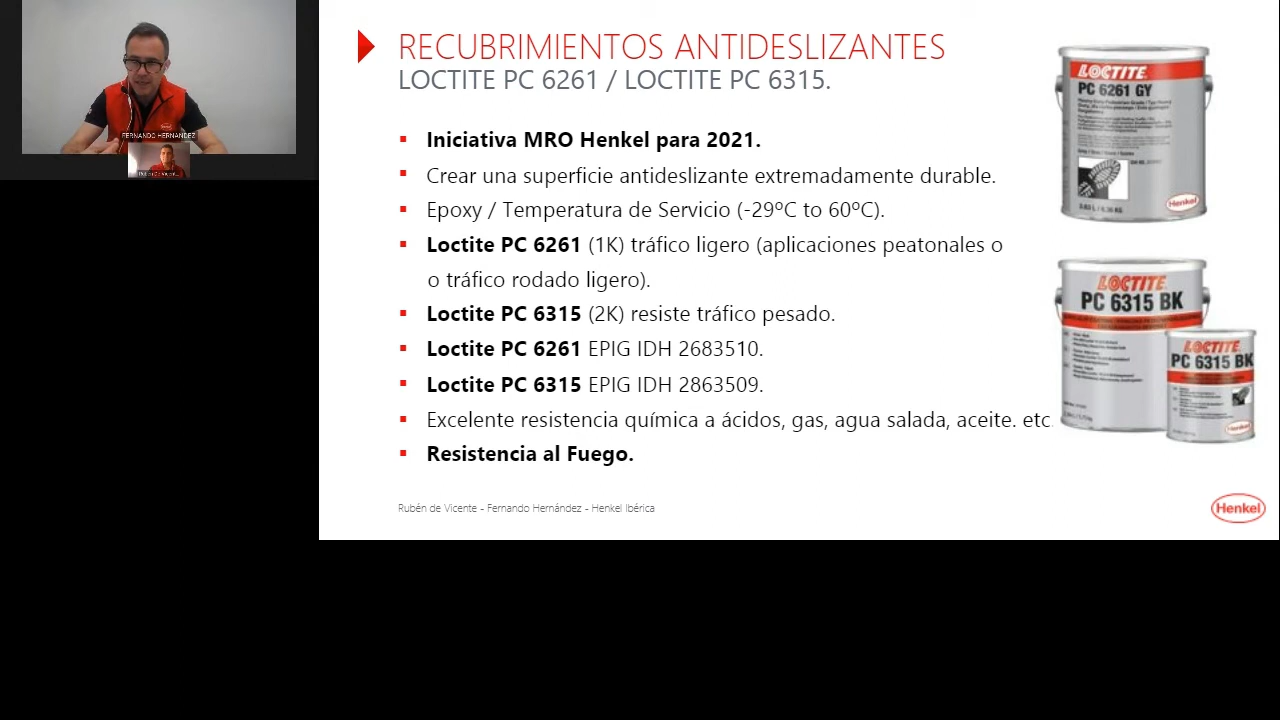 FERNANDO HERNANDEZ
RECUBRIMIENTOS ANTIDESLIZANTES
LOCTITE PC 6261 / LOCTITE PC 6315.
▪ Iniciativa MRO Henkel para 2021.
▪ Crear una superficie antideslizante extremadamente durable.
▪ Epoxy / Temperatura de Servicio (-29ºC to 60ºC).
▪ Loctite PC 6261 (1K) tráfico ligero (aplicaciones peatonales o
o tráfico rodado ligero).
▪ Loctite PC 6315 (2K) resiste tráfico pesado.
▪ Loctite PC 6261 EPIG IDH 2683510.
▪ Loctite PC 6315 EPIG IDH 2863509.
▪ Excelente resistencia química a ácidos, gas, agua salada, aceite. etc.
▪ Resistencia al Fuego.
Rubén de Vicente - Fernando Hernández - Henkel Ibérica
LOCTITE.
PC 6261 GY
Henkel
LOCTITE.
PC 6315 BK
LOCTITE.
PC 6315 BK
Henkel
Henkel